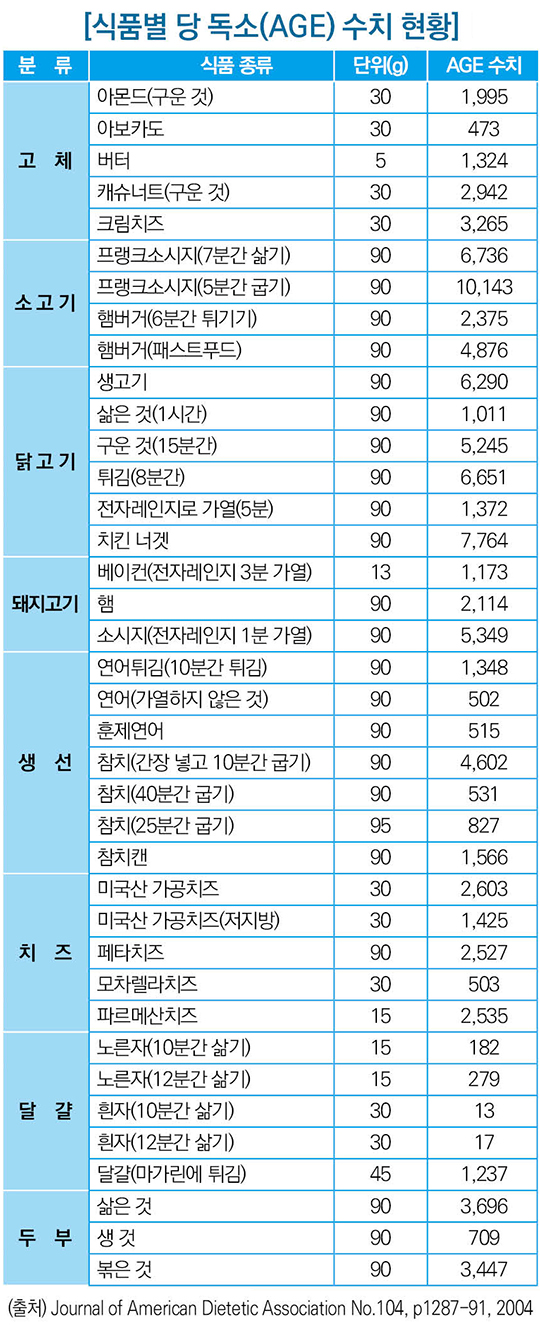 [식품별 당 독소(AGE) 수치 현황]
분 류 식품 종류 단위(g) AGE 수치
고 체
아몬드(구운 것) 30 1,995
아보카도 30 473
버터 5 1,324
캐슈너트(구운 것) 30 2,942
크림치즈 30 3,265
소고기
프랭크소시지(7분간 삶기) 90 6,736
프랭크소시지(5분간 굽기) 90 10,143
햄버거(6분간 튀기기) 90 2,375
햄버거(패스트푸드) 90 4,876
닭고기
생고기 90 6,290
삶은 것(1시간) 90 1,011
구운 것(15분간) 90 5,245
튀김(8분간) 90 6,651
전자레인지로 가열(5분) 90 1,372
치킨 너겟 90 7,764
돼지고기
베이컨(전자레인지 3분 가열) 13 1,173
햄 90 2,114
소시지(전자레인지 1분 가열) 90 5,349
생 선
연어튀김(10분간 튀김) 90 1,348
연어(가열하지 않은 것) 90 502
훈제연어 90 515
참치(간장 넣고 10분간 굽기) 90 4,602
참치(40분간 굽기) 90 531
참치(25분간 굽기) 95 827
참치캔 90 1,566
치 즈
미국산 가공치즈 30 2,603
미국산 가공치즈(저지방) 30 1,425
페타치즈 90 2,527
모차렐라치즈 30 503
파르메산치즈 15 2,535
달 걀
노른자(10분간 삶기) 15 182
노른자(12분간 삶기) 15 279
흰자(10분간 삶기) 30 13
흰자(12분간 삶기) 30 17
달걀(마가린에 튀김) 45 1,237
두 부
삶은 것 90 3,696
생 것 90 709
볶은 것 90 3,447
(출처) Journal of American Dietetic Association No.104, p1287-91, 2004